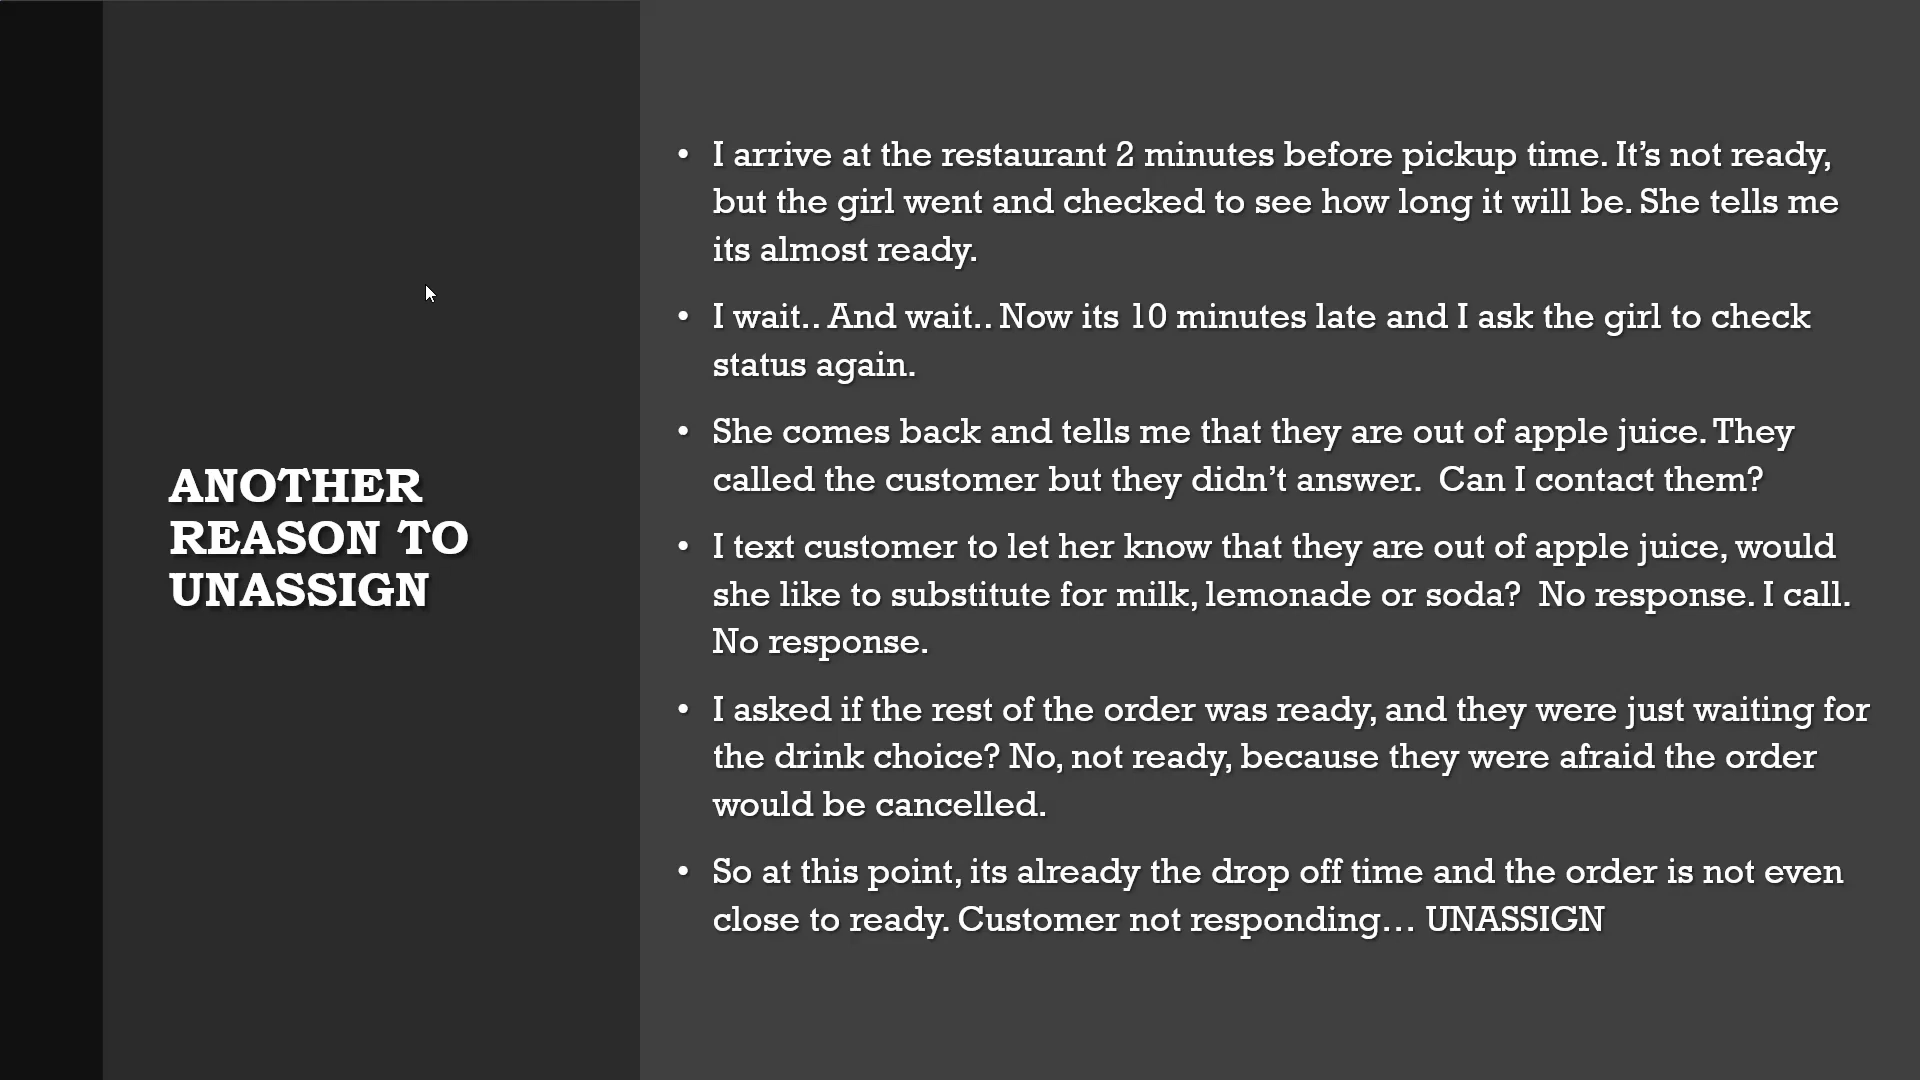 ANOTHER
REASON TO
UNASSIGN
• I arrive at the restaurant 2 minutes before pickup time. It’s not ready,
but the girl went and checked to see how long it will be. She tells me
its almost ready.
• I wait.. And wait.. Now its 10 minutes late and I ask the girl to check
status again.
• She comes back and tells me that they are out of apple juice. They
called the customer but they didn’t answer.  Can I contact them?
• I text customer to let her know that they are out of apple juice, would
she like to substitute for milk, lemonade or soda?  No response. I call.
No response.
• I asked if the rest of the order was ready, and they were just waiting for
the drink choice? No, not ready, because they were afraid the order
would be cancelled.
• So at this point, its already the drop off time and the order is not even
close to ready. Customer not responding… UNASSIGN